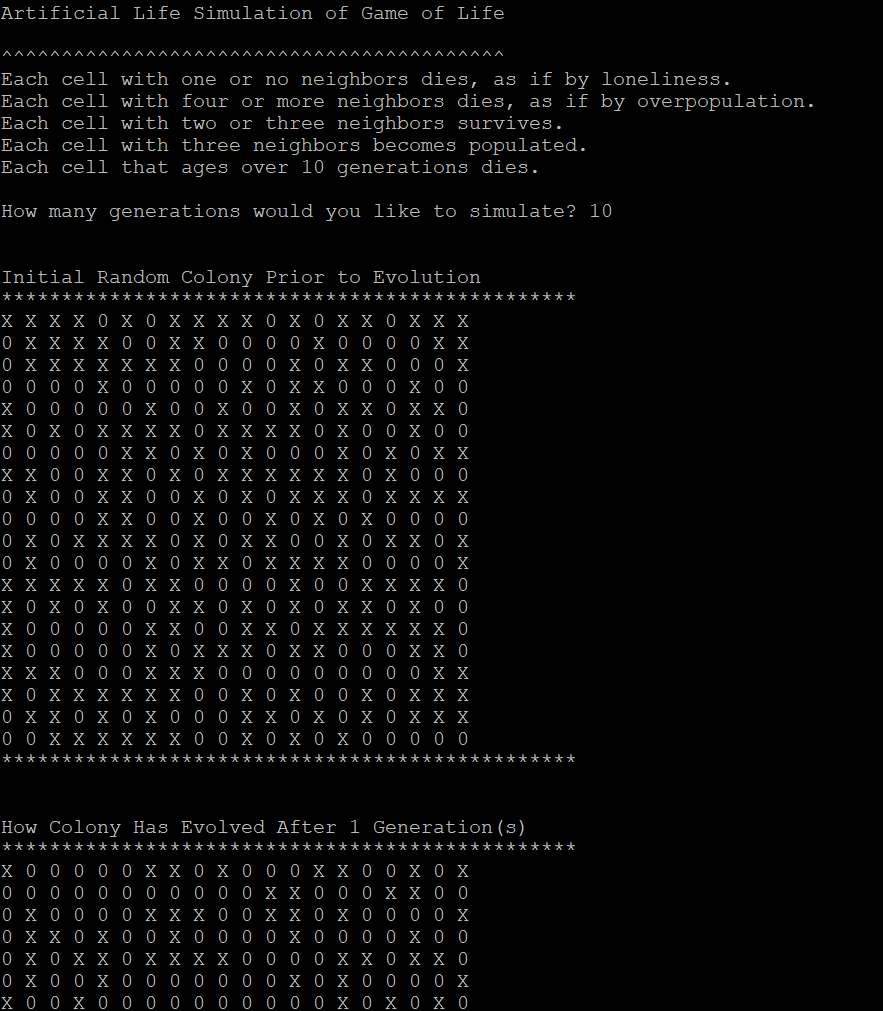 Artificial Life Simulation of Game of Life
^^^^^^^^^^^^^^^^^^^^^^^^^^^^^^^^^^^^^^^^^^
Each cell with one or no neighbors dies, as if by loneliness.
Each cell with four or more neighbors dies, as if by overpopulation.
Each cell with two or three neighbors survives.
Each cell with three neighbors becomes populated.
Each cell that ages over 10 generations dies.
How many generations would you like to simulate? 10
Initial Random Colony Prior to Evolution
************************************************
X X X X 0 X 0 X X X X 0 X 0 X X 0 X X X
0 X X X X 0 0 X X 0 0 0 0 X 0 0 0 0 X X
0 X X X X X X X 0 0 0 0 X 0 X X 0 0 0 X
0 0 0 0 X 0 0 0 0 0 X 0 X X 0 0 0 X 0 0
X 0 0 0 0 0 X 0 0 X 0 0 X 0 X X 0 X X 0
X 0 X 0 X X X X 0 X X X X 0 X 0 0 X 0 0
0 0 0 0 0 X X 0 X 0 X 0 0 0 X 0 X 0 X X
X X 0 0 X X 0 X 0 X X X X X X 0 X 0 0 0
0 X 0 0 X X 0 0 X 0 X 0 X X X 0 X X X X
0 0 0 0 X X 0 0 X 0 0 X 0 X 0 X 0 0 0 0
0 X 0 X X X X 0 X 0 X X 0 0 X 0 X X 0 X
0 X 0 0 0 0 X 0 X X 0 X X X X 0 0 0 0 X
X X X X X 0 X X 0 0 0 0 X 0 0 X X X X 0
X 0 X 0 X 0 0 X X 0 X 0 X 0 X X 0 X 0 0
X 0 0 0 0 0 X X 0 0 X X 0 X X X X X X 0
X 0 0 0 0 0 X 0 X X X 0 X X 0 0 0 X X 0
X X X 0 0 0 X X X 0 0 0 0 0 0 0 0 0 X X
X 0 X X X X X X 0 0 X 0 X 0 0 X 0 X X X
0 X X 0 X 0 X 0 0 0 X X 0 X 0 X 0 X X X
0 0 X X X X X X 0 0 X 0 X 0 X 0 0 0 0 0
************************************************
How Colony Has Evolved After 1 Generation(s)
************************************************
X 0 0 0 0 0 X X 0 X 0 0 0 X X 0 0 X 0 X
0 0 0 0 0 0 0 0 0 0 0 X X 0 0 0 X X 0 0
0 X 0 0 0 0 X X X 0 0 X X 0 X 0 0 0 0 X
0 X X 0 X 0 0 X 0 0 0 0 X 0 0 0 0 X 0 0
0 X 0 X X 0 X X X X 0 0 0 0 X X 0 X X 0
0 X 0 0 X 0 0 0 0 0 0 0 X 0 X 0 0 0 0 X
X 0 0 X 0 0 0 0 0 0 0 0 0 0 X 0 X 0 X 0